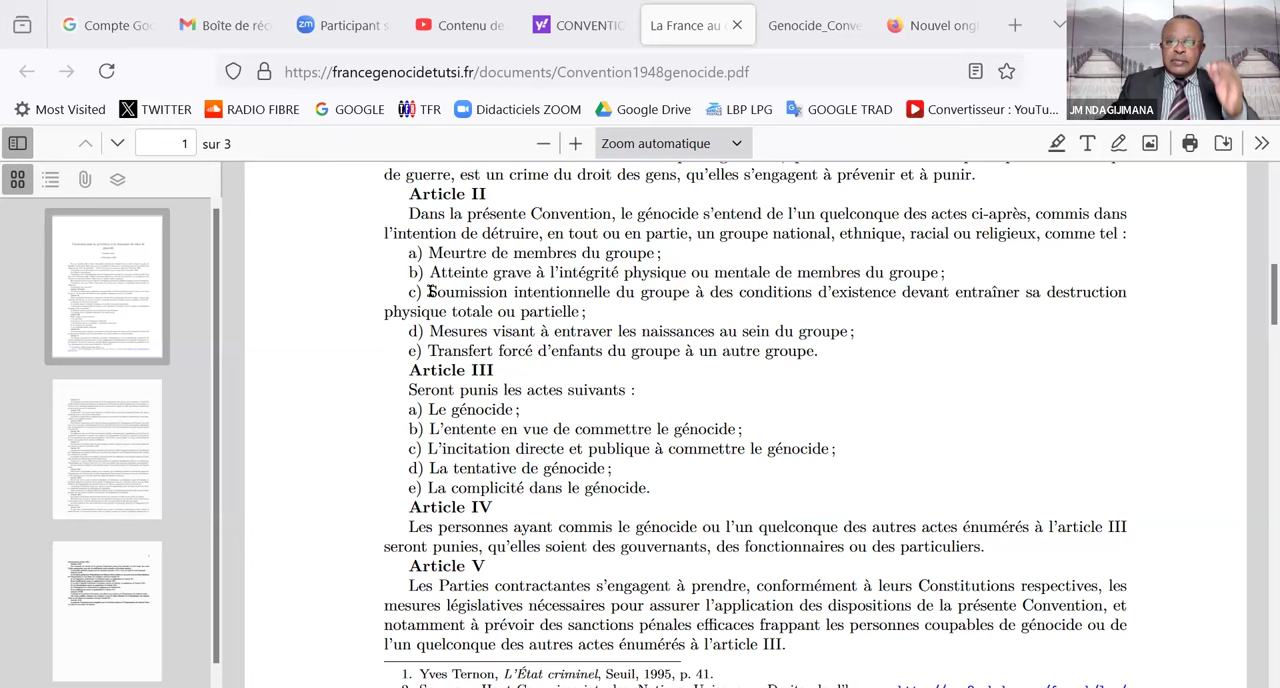 Compte Goo
Boîte de réc
Participant s
Contenu de
CONVENTIO
La France au
Genocide_Conve
Nouvel ongl
https://francegenocidetutsi.fr/documents/Convention1948genocide.pdf
Most Visited
TWITTER
RADIO FIBRE
GOOGLE
TFR
Didacticiels ZOOM
Google Drive
LBP LPG
GOOGLE TRAD
Convertisseur : YouTu...
JM NDAGIJIMANA
1 sur 3
Zoom automatique
de guerre, est un crime du droit des gens, qu'elles s'engagent à prévenir et à punir.
Article II
Dans la présente Convention, le génocide s'entend de l'un quelconque des actes ci-après, commis dans
l'intention de détruire, en tout ou en partie, un groupe national, ethnique, racial ou religieux, comme tel :
a) Meurtre de membres du groupe ;
b) Atteinte grave à l'intégrité physique ou mentale de membres du groupe ;
c) Soumission intentionnelle du groupe à des conditions d'existence devant entraîner sa destruction
physique totale ou partielle ;
d) Mesures visant à entraver les naissances au sein du groupe ;
e) Transfert forcé d'enfants du groupe à un autre groupe.
Article III
Seront punis les actes suivants :
a) Le génocide ;
b) L'entente en vue de commettre le génocide ;
c) L'incitation directe et publique à commettre le génocide ;
d) La tentative de génocide ;
e) La complicité dans le génocide.
Article IV
Les personnes ayant commis le génocide ou l'un quelconque des autres actes énumérés à l'article III
seront punies, qu'elles soient des gouvernants, des fonctionnaires ou des particuliers.
Article V
Les Parties contractantes s'engagent à prendre, conformément à leurs Constitutions respectives, les
mesures législatives nécessaires pour assurer l'application des dispositions de la présente Convention, et
notamment à prévoir des sanctions pénales efficaces frappant les personnes coupables de génocide ou de
l'un quelconque des autres actes énumérés à l'article III.
1. Yves Ternon, L'État criminel, Seuil, 1995, p. 41.